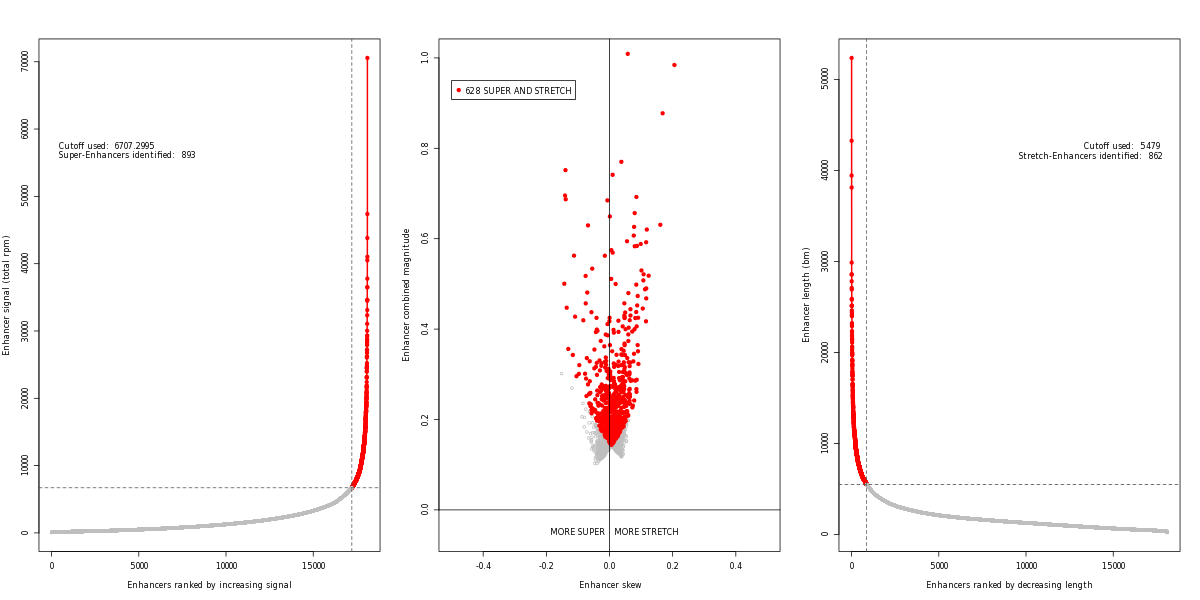 Enhancer signal (total rpm)
0
10000
20000
30000
40000
50000
60000
70000
Cutoff used: 6707.2995
Super-Enhancers identified: 893
0
5000
10000
15000
Enhancers ranked by increasing signal
Enhancer combined magnitude
0.0
0.2
0.4
0.6
0.8
1.0
628 SUPER AND STRETCH
MORE SUPER
MORE STRETCH
-0.4
-0.2
0.0
0.2
0.4
Enhancer skew
Enhancer length (bm)
0
10000
20000
30000
40000
50000
Cutoff used: 5479
Stretch-Enhancers identified: 862
0
5000
10000
15000
Enhancers ranked by decreasing length